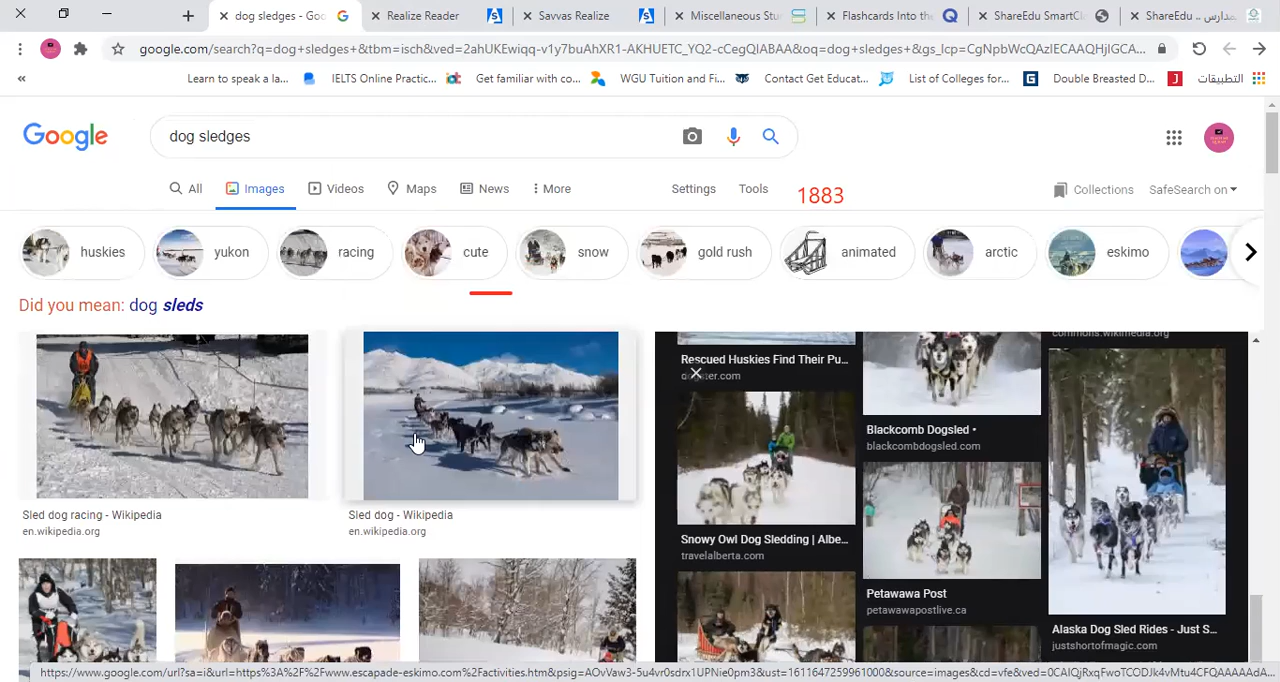 dog sledges - Goo
Realize Reader
Savvas Realize
Miscellaneous Stu
Flashcards Into the
ShareEdu SmartCl
ShareEdu .. مدارس
google.com/search?q=dog+sledges+&tbm=isch&ved=2ahUKEwiqq-v1y7buAhXR1-AKHUETC_YQ2-cCegQIABAA&oq=dog+sledges+&gs_lcp=CgNpbWcQAzIECAAQHjIGCA...
«
Learn to speak a la...
IELTS Online Practic...
Get familiar with co...
WGU Tuition and Fi...
Contact Get Educat...
List of Colleges for...
Double Breasted D...
التطبيقات
Google
dog sledges
All
Images
Videos
Maps
News
More
Settings
Tools
1883
Collections
SafeSearch on
huskies
yukon
racing
cute
snow
gold rush
animated
arctic
eskimo
Did you mean: dog sleds
Sled dog racing - Wikipedia
en.wikipedia.org
Sled dog - Wikipedia
en.wikipedia.org
Rescued Huskies Find Their Pu...
Snowy Owl Dog Sledding | Albe...
travelalberta.com
Blackcomb Dogsled •
blackcombdogsled.com
Petawawa Post
petawawapostlive.ca
commons.wikimedia.org
Alaska Dog Sled Rides - Just S...
justshortofmagic.com